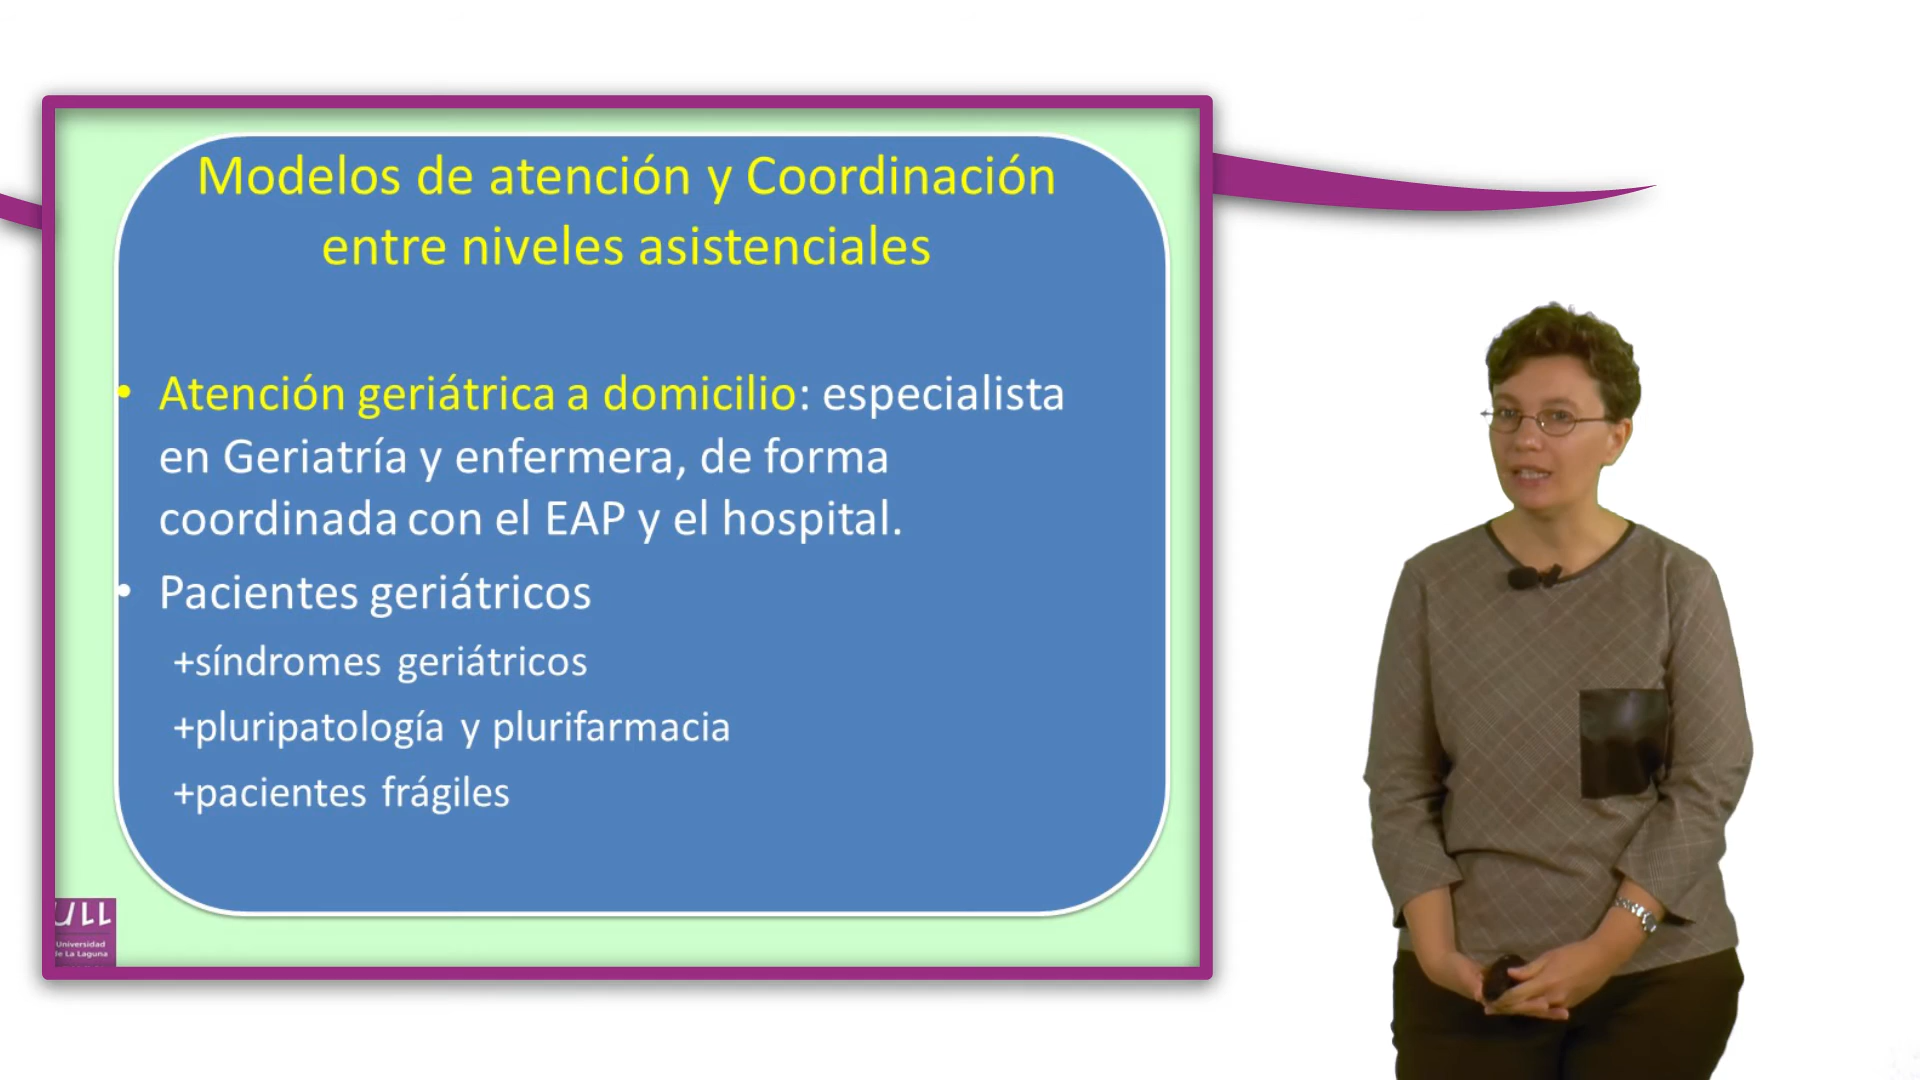 Modelos de atención y Coordinación
entre niveles asistenciales
• Atención geriátrica a domicilio: especialista
en Geriatría y enfermera, de forma
coordinada con el EAP y el hospital.
• Pacientes geriátricos
+síndromes geriátricos
+pluripatología y plurifarmacia
+pacientes frágiles
ULL
Universidad
de La Laguna